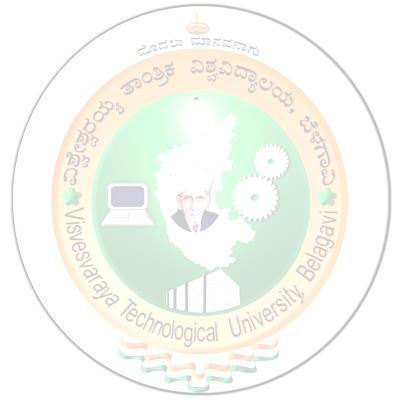 ಮೊದಲು ಮಾನವನಾಗು
ವಿಶ್ವೇಶ್ವರಯ್ಯ ತಾಂತ್ರಿಕ ವಿಶ್ವವಿದ್ಯಾಲಯ, ಬೆಳಗಾವಿ
Visvesvaraya Technological University, Belagavi